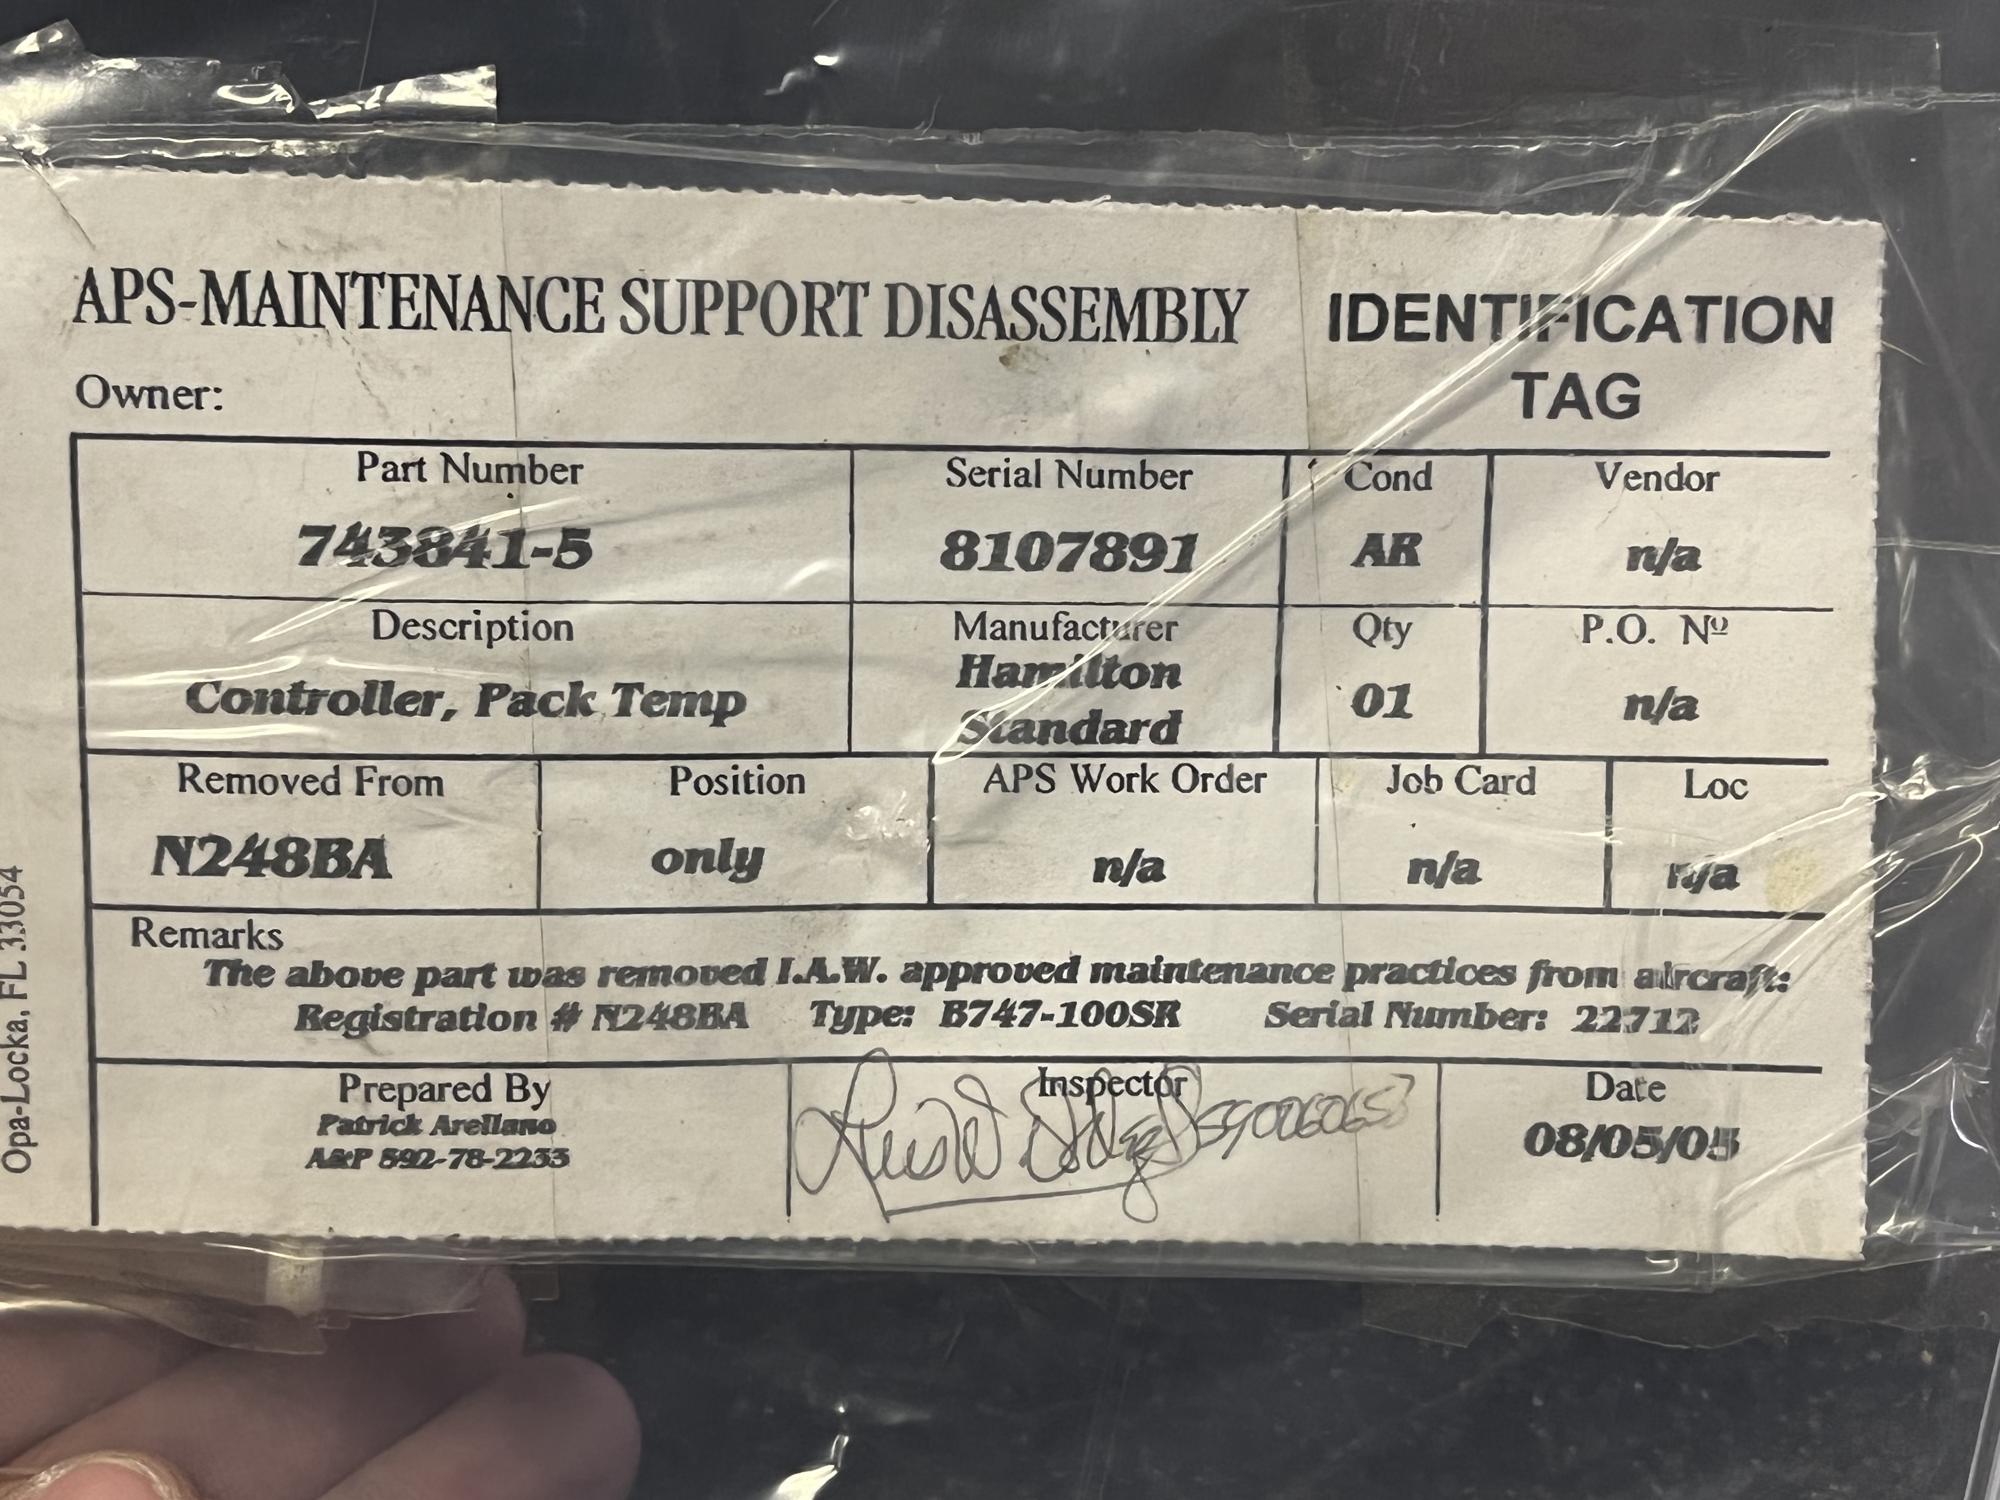 APS-MAINTENANCE SUPPORT DISASSEMBLY
IDENTIFICATION
TAG
Owner:
Part Number
743841-5
Serial Number
8107891
Cond
AR
Vendor
n/a
Description
Controller, Pack Temp
Manufacturer
Hamilton
Standard
Qty
01
P.O. Nº
n/a
Removed From
N248BA
Position
only
APS Work Order
n/a
Job Card
n/a
Loc
n/a
Remarks
The above part was removed I.A.W. approved maintenance practices from aircraft:
Registration # N248BA Type: B747-100SR Serial Number: 22712
Prepared By
Patrick Arellano
A&P 592-78-2233
Inspector
Date
08/05/05
Opa-Locka, FL 33054